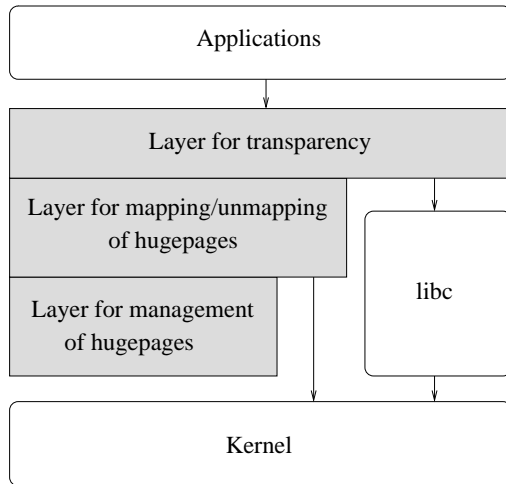 Applications
Layer for transparency
Layer for mapping/unmapping
of hugepages
libc
Layer for management
of hugepages
Kernel